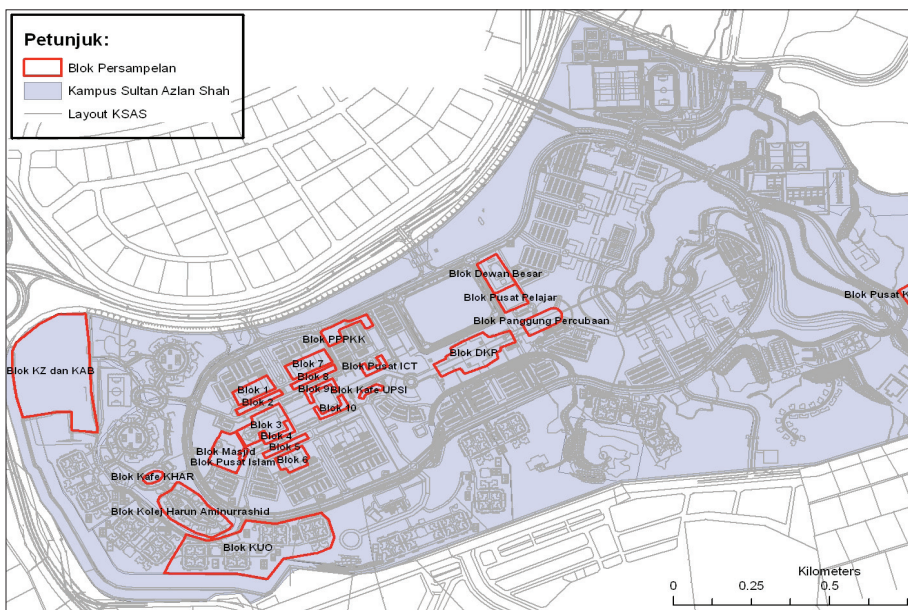 Petunjuk:
Blok Persampelan
Kampus Sultan Azlan Shah
Layout KSAS
Blok Dewan Besar
Blok Pusat Pelajar
Blok Pusat K
Blok Panggung Percubaan
Blok PPPKK
Blok DKP
Blok Pusat ICT
Blok 7
Blok KZ dan KAB
Blok 8
Blok 1
Blok 9
Blok Kafe UPSI
Blok 2
Blok 10
Blok 3
Blok 4
Blok 5
Blok Masjid
Blok Pusat Islam
Blok 6
Blok Kafe KHAR
Blok Kolej Harun Aminurrashid
Blok KUO
Kilometers
0 0.25 0.5